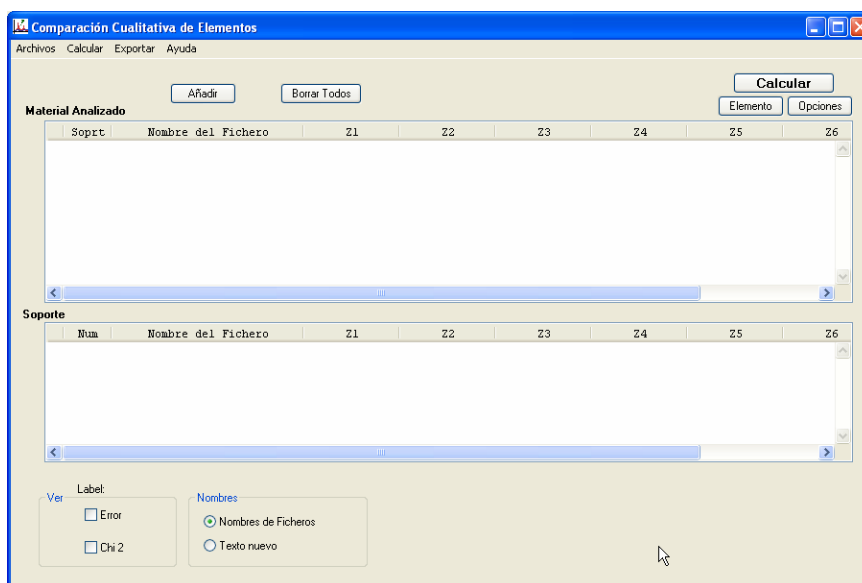 Comparación Cualitativa de Elementos
Archivos Calcular Exportar Ayuda
Añadir Borrar Todos Calcular
Elemento Opciones
Material Analizado
Soprt Nombre del Fichero Z1 Z2 Z3 Z4 Z5 Z6
Soporte
Num Nombre del Fichero Z1 Z2 Z3 Z4 Z5 Z6
Label:
Ver Nombres
Error Nombres de Ficheros
Chi 2 Texto nuevo